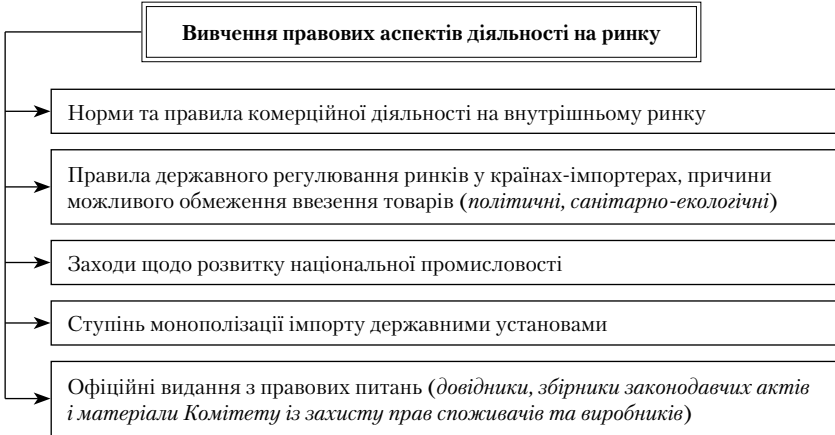 Вивчення правових аспектів діяльності на ринку
Норми та правила комерційної діяльності на внутрішньому ринку
Правила державного регулювання ринків у країнах-імпортерах, причини
можливого обмеження ввезення товарів (політичні, санітарно-екологічні)
Заходи щодо розвитку національної промисловості
Ступінь монополізації імпорту державними установами
Офіційні видання з правових питань (довідники, збірники законодавчих актів
і матеріали Комітету із захисту прав споживачів та виробників)